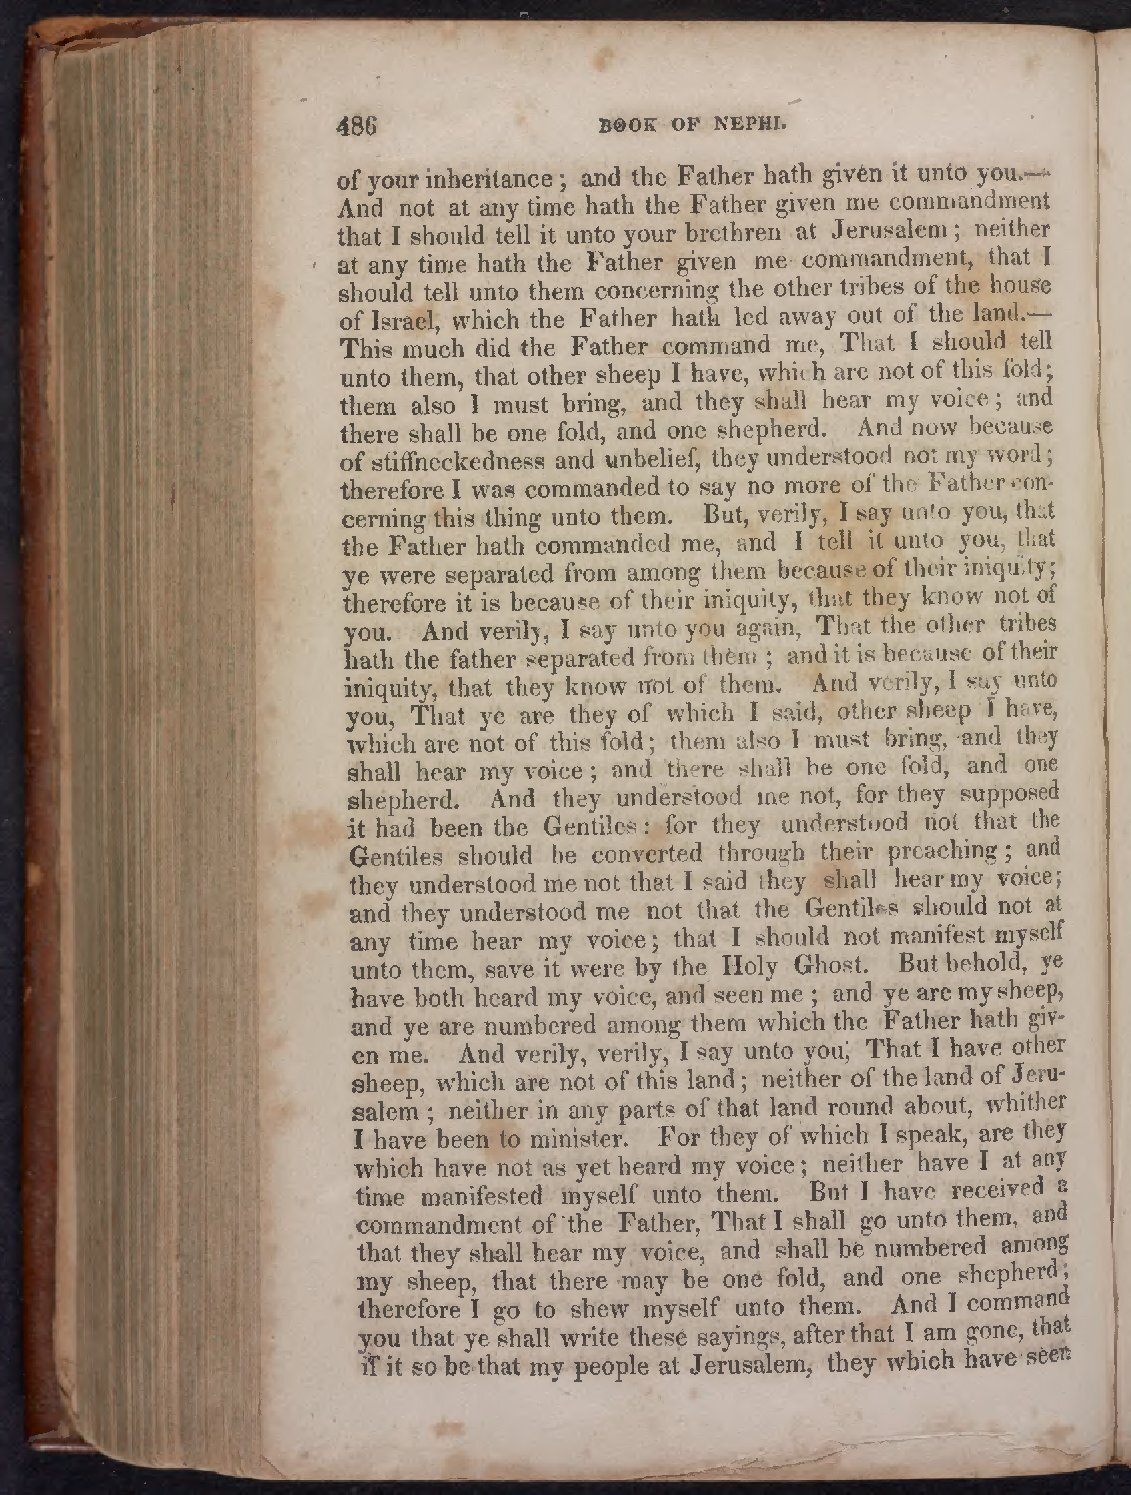 486 BOOK OF NEPHI.
of your inheritance; and the Father hath given it unto you.—
And not at any time hath the Father given me commandment
that I should tell it unto your brethren at Jerusalem; neither
at any time hath the Father given me commandment, that I
should tell unto them concerning the other tribes of the house
of Israel, which the Father hath led away out of the land.—
This much did the Father command me, That I should tell
unto them, that other sheep I have, which are not of this fold;
them also I must bring, and they shall hear my voice; and
there shall be one fold, and one shepherd. And now because
of stiffneckedness and unbelief, they understood not my word;
therefore I was commanded to say no more of the Father con-
cerning this thing unto them. But, verily, I say unto you, that
the Father hath commanded me, and I tell it unto you, that
ye were separated from among them because of their iniquity;
therefore it is because of their iniquity, that they know not of
you. And verily, I say unto you again, That the other tribes
hath the father separated from them; and it is because of their
iniquity, that they know not of them. And verily, I say unto
you, That ye are they of which I said, other sheep I have,
which are not of this fold; them also I must bring, and they
shall hear my voice; and there shall be one fold, and one
shepherd. And they understood me not, for they supposed
it had been the Gentiles: for they understood not that the
Gentiles should be converted through their preaching; and
they understood me not that I said they shall hear my voice;
and they understood me not that the Gentiles should not at
any time hear my voice; that I should not manifest myself
unto them, save it were by the Holy Ghost. But behold, ye
have both heard my voice, and seen me; and ye are my sheep,
and ye are numbered among them which the Father hath giv-
en me. And verily, verily, I say unto you, That I have other
sheep, which are not of this land; neither of the land of Jeru-
salem; neither in any parts of that land round about, whither
I have been to minister. For they of which I speak, are they
which have not as yet heard my voice; neither have I at any
time manifested myself unto them. But I have received a
commandment of the Father, That I shall go unto them, and
that they shall hear my voice, and shall be numbered among
my sheep, that there may be one fold, and one shepherd;
therefore I go to shew myself unto them. And I command
you that ye shall write these sayings, after that I am gone, that
if it so be that my people at Jerusalem, they which have seen